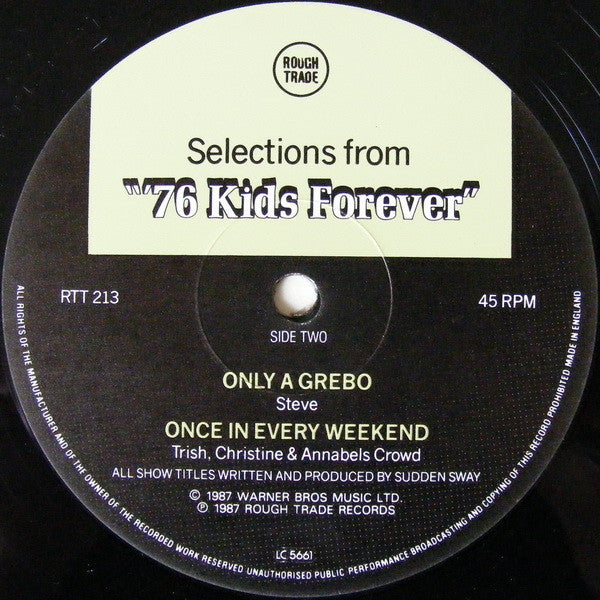 ROUGH
TRADE
Selections from
"'76 Kids Forever"
RTT 213
45 RPM
SIDE TWO
ONLY A GREBO
Steve
ONCE IN EVERY WEEKEND
Trish, Christine & Annabels Crowd
ALL SHOW TITLES WRITTEN AND PRODUCED BY SUDDEN SWAY
© 1987 WARNER BROS MUSIC LTD.
℗ 1987 ROUGH TRADE RECORDS
LC 5661
ALL RIGHTS OF THE MANUFACTURER AND OF THE OWNER OF THE RECORDED WORK RESERVED UNAUTHORISED PUBLIC PERFORMANCE BROADCASTING AND COPYING OF THIS RECORD PROHIBITED MADE IN ENGLAND